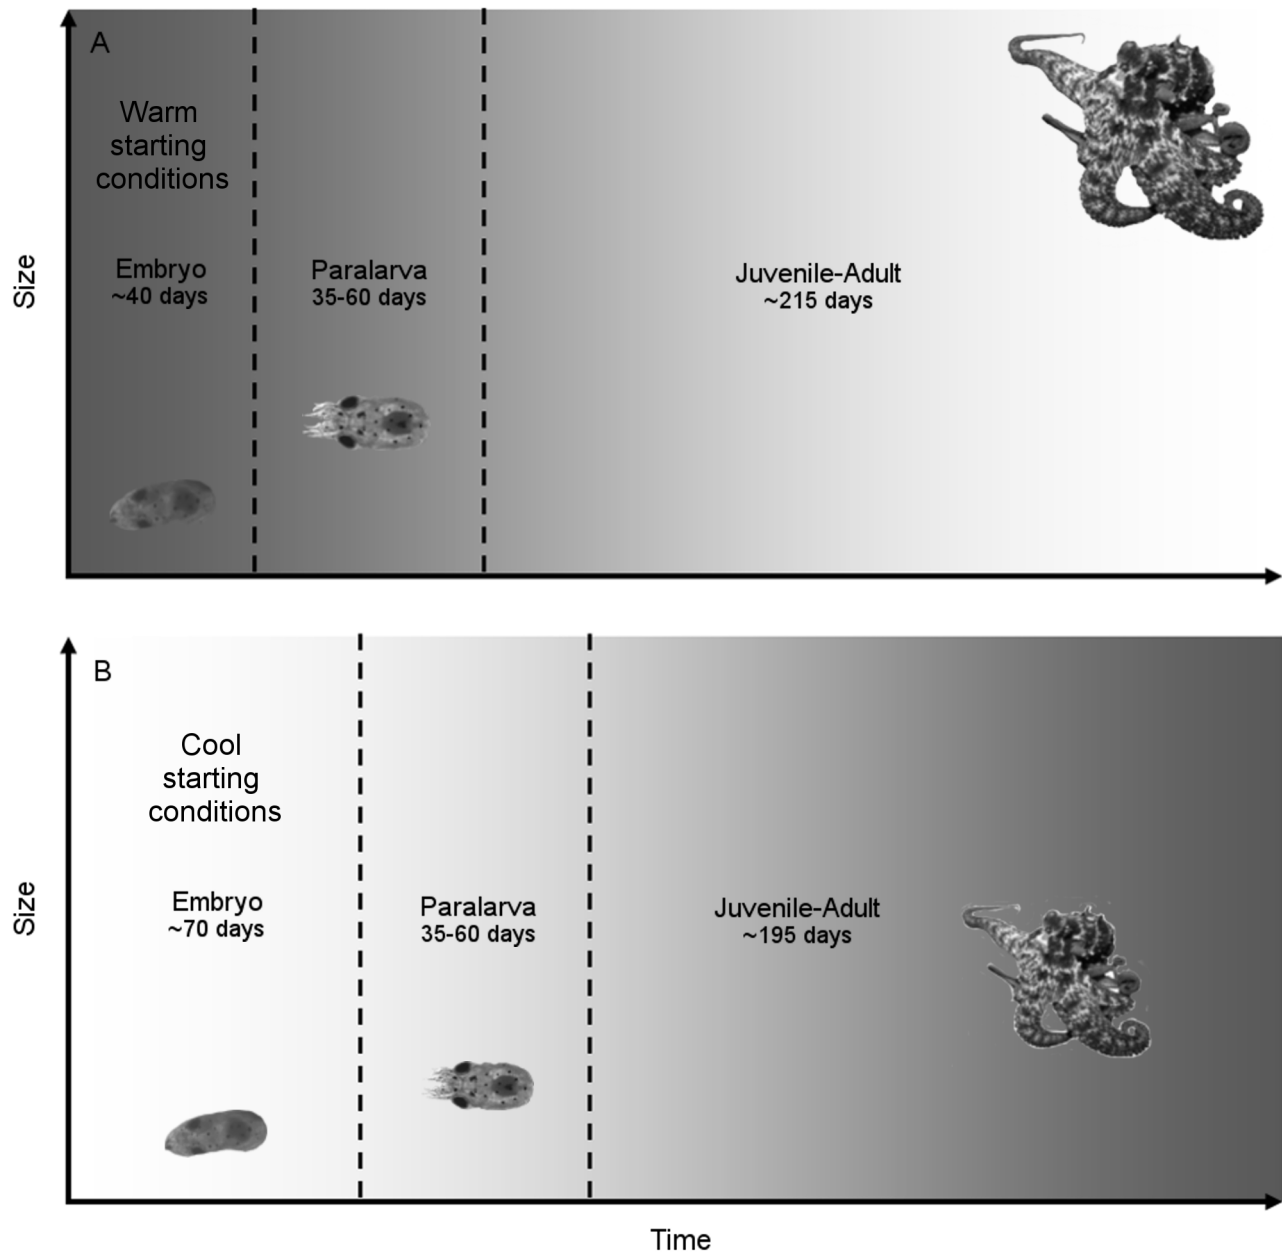 A
Warm
starting
conditions
Embryo
~40 days
Paralarva
35-60 days
Juvenile-Adult
~215 days
Size
B
Cool
starting
conditions
Embryo
~70 days
Paralarva
35-60 days
Juvenile-Adult
~195 days
Size
Time